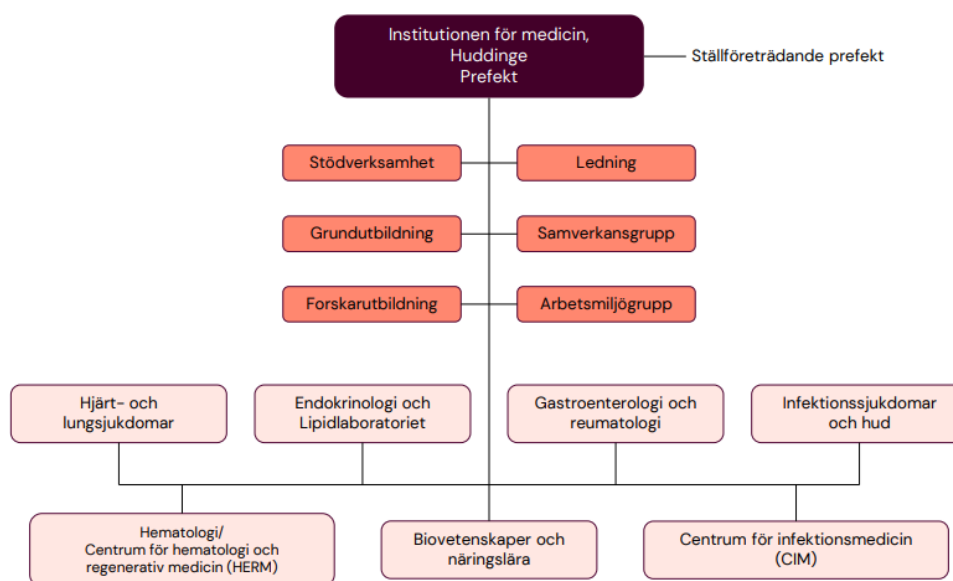 Institutionen för medicin,
Huddinge
Prefekt
Ställföreträdande prefekt
Stödverksamhet
Ledning
Grundutbildning
Samverkansgrupp
Forskarutbildning
Arbetsmiljögrupp
Hjärt- och
lungsjukdomar
Endokrinologi och
Lipidlaboratoriet
Gastroenterologi och
reumatologi
Infektionssjukdomar
och hud
Hematologi/
Centrum för hematologi och
regenerativ medicin (HERM)
Biovetenskaper och
näringslära
Centrum för infektionsmedicin
(CIM)